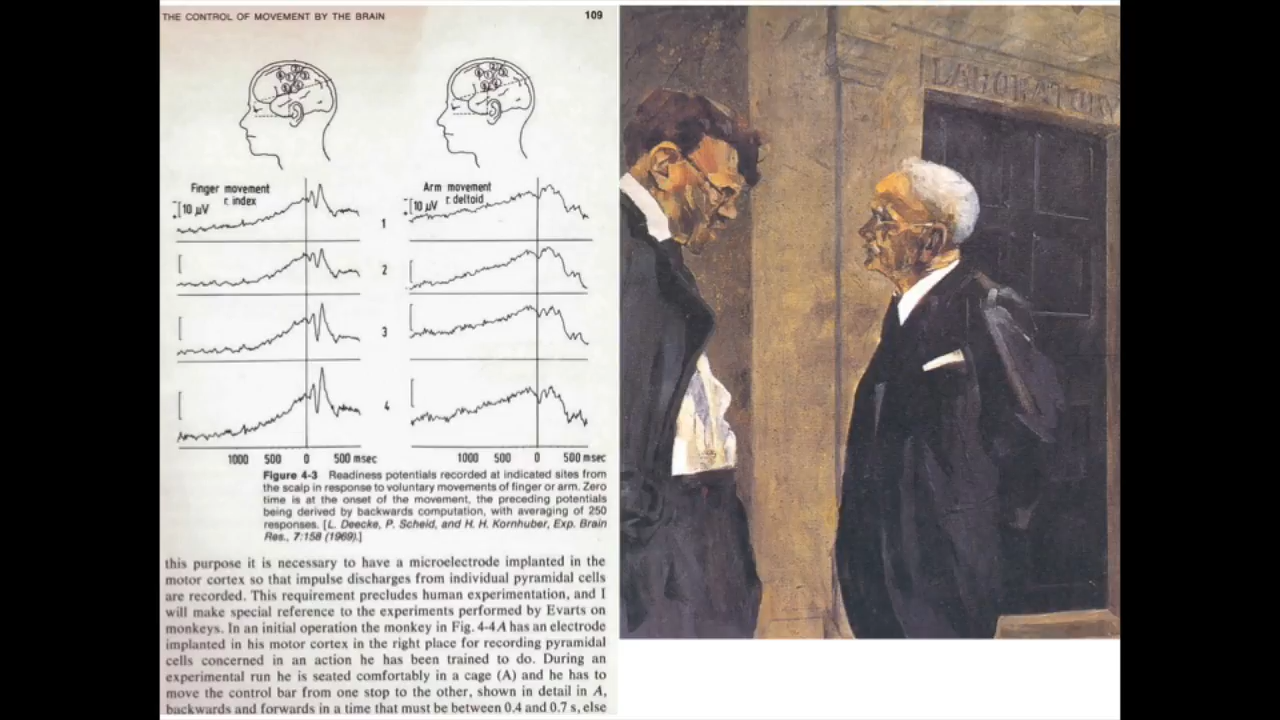 THE CONTROL OF MOVEMENT BY THE BRAIN 109
Finger movement
r. index
10 µV
Arm movement
r. deltoid
10 µV
1
2
3
4
1000 500 0 500 msec
1000 500 0 500 msec
Figure 4-3 Readiness potentials recorded at indicated sites from
the scalp in response to voluntary movements of finger or arm. Zero
time is at the onset of the movement, the preceding potentials
being derived by backwards computation, with averaging of 250
responses. [L. Deecke, P. Scheid, and H. H. Kornhuber, Exp. Brain
Res., 7:158 (1969).]
this purpose it is necessary to have a microelectrode implanted in the
motor cortex so that impulse discharges from individual pyramidal cells
are recorded. This requirement precludes human experimentation, and I
will make special reference to the experiments performed by Evarts on
monkeys. In an initial operation the monkey in Fig. 4-4A has an electrode
implanted in his motor cortex in the right place for recording pyramidal
cells concerned in an action he has been trained to do. During an
experimental run he is seated comfortably in a cage (A) and he has to
move the control bar from one stop to the other, shown in detail in A,
backwards and forwards in a time that must be between 0.4 and 0.7 s, else
LABORATORY